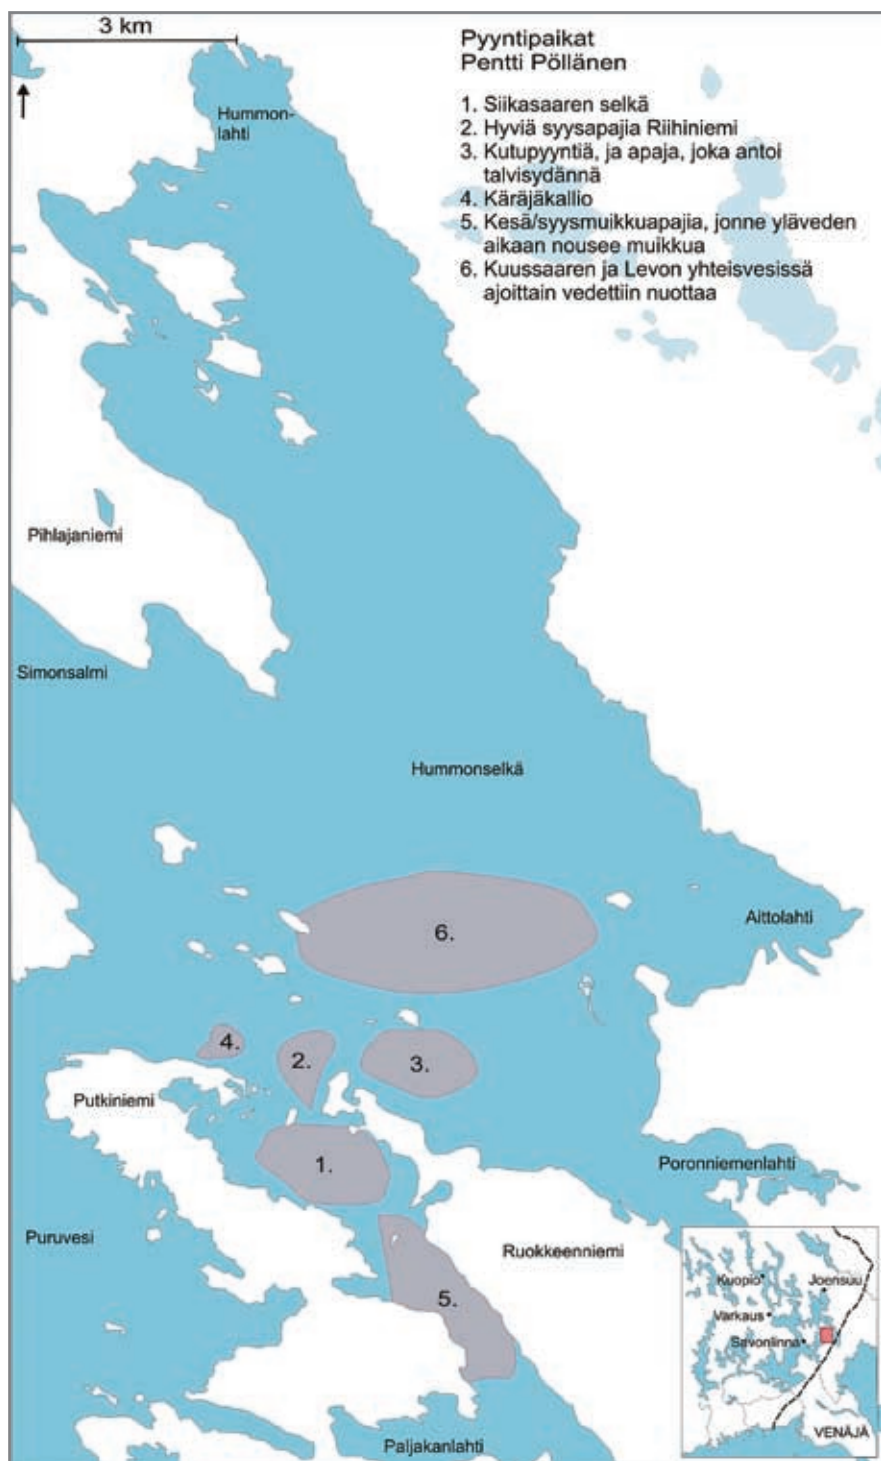 3 km
Pyyntipaikat
Pentti Pöllänen
1. Siikasaaren selkä
2. Hyviä syysapajia Riihiniemi
3. Kutupyyntiä, ja apaja, joka antoi
talvisydännä
4. Käräjäkallio
5. Kesä/syysmuikkuapajia, jonne yläveden
aikaan nousee muikkua
6. Kuussaaren ja Levon yhteisvesissä
ajoittain vedettiin nuottaa
Hummon-
lahti
Pihlajaniemi
Simonsalmi
Hummonselkä
Aittolahti
6.
4.
2.
3.
Putkiniemi
1.
Poronniemenlahti
Puruvesi
Ruokkeenniemi
5.
Paljakanlahti
Kuopio
Joensuu
Varkaus
Savonlinna
VENÄJÄ